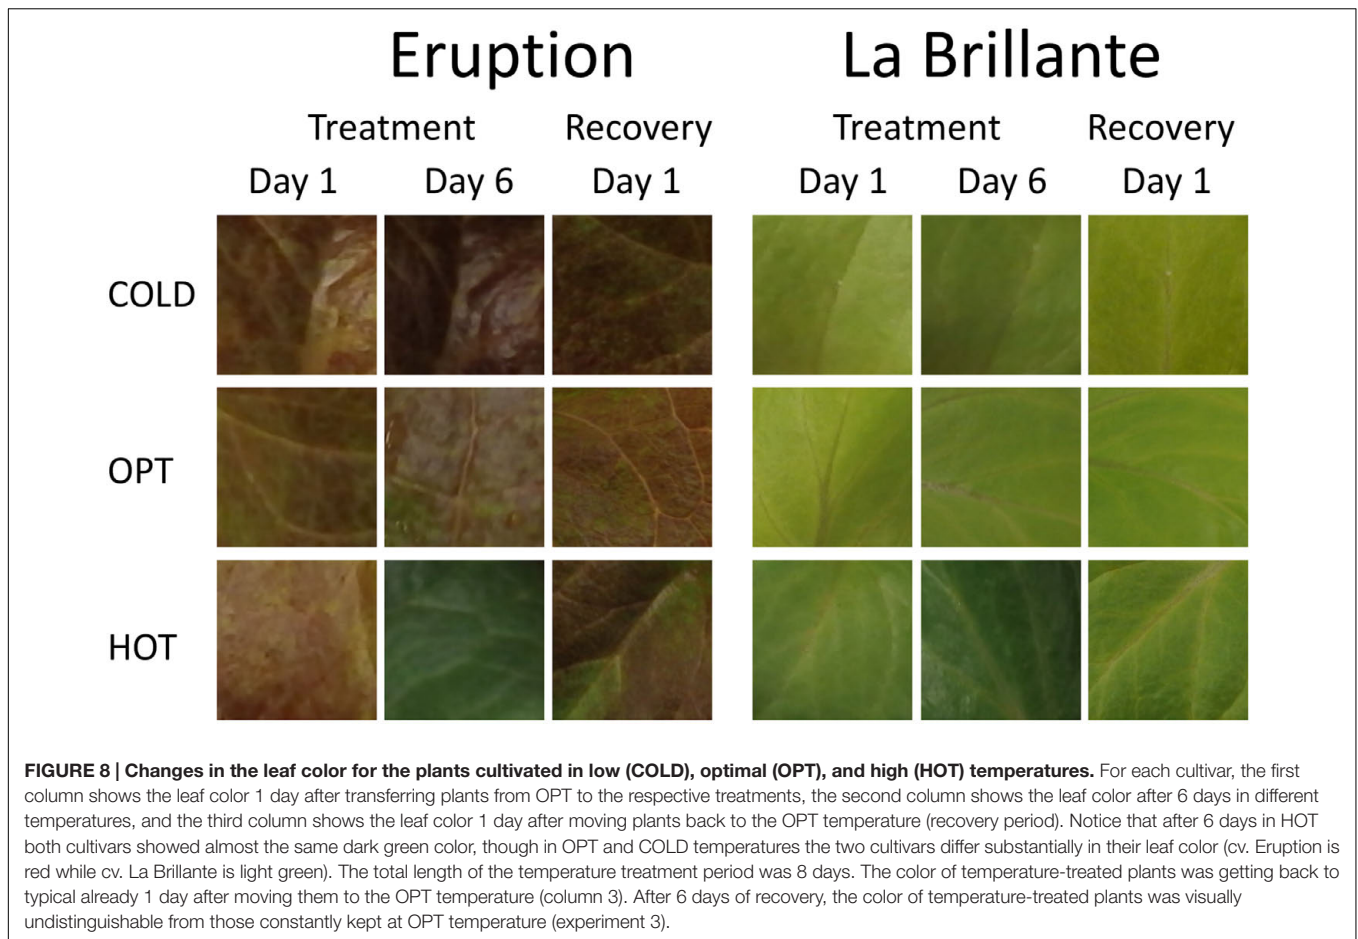 Eruption La Brillante
Treatment Recovery Treatment Recovery
Day 1 Day 6 Day 1 Day 1 Day 6 Day 1
COLD
OPT
HOT
FIGURE 8 | Changes in the leaf color for the plants cultivated in low (COLD), optimal (OPT), and high (HOT) temperatures. For each cultivar, the first
column shows the leaf color 1 day after transferring plants from OPT to the respective treatments, the second column shows the leaf color after 6 days in different
temperatures, and the third column shows the leaf color 1 day after moving plants back to the OPT temperature (recovery period). Notice that after 6 days in HOT
both cultivars showed almost the same dark green color, though in OPT and COLD temperatures the two cultivars differ substantially in their leaf color (cv. Eruption is
red while cv. La Brillante is light green). The total length of the temperature treatment period was 8 days. The color of temperature-treated plants was getting back to
typical already 1 day after moving them to the OPT temperature (column 3). After 6 days of recovery, the color of temperature-treated plants was visually
undistinguishable from those constantly kept at OPT temperature (experiment 3).